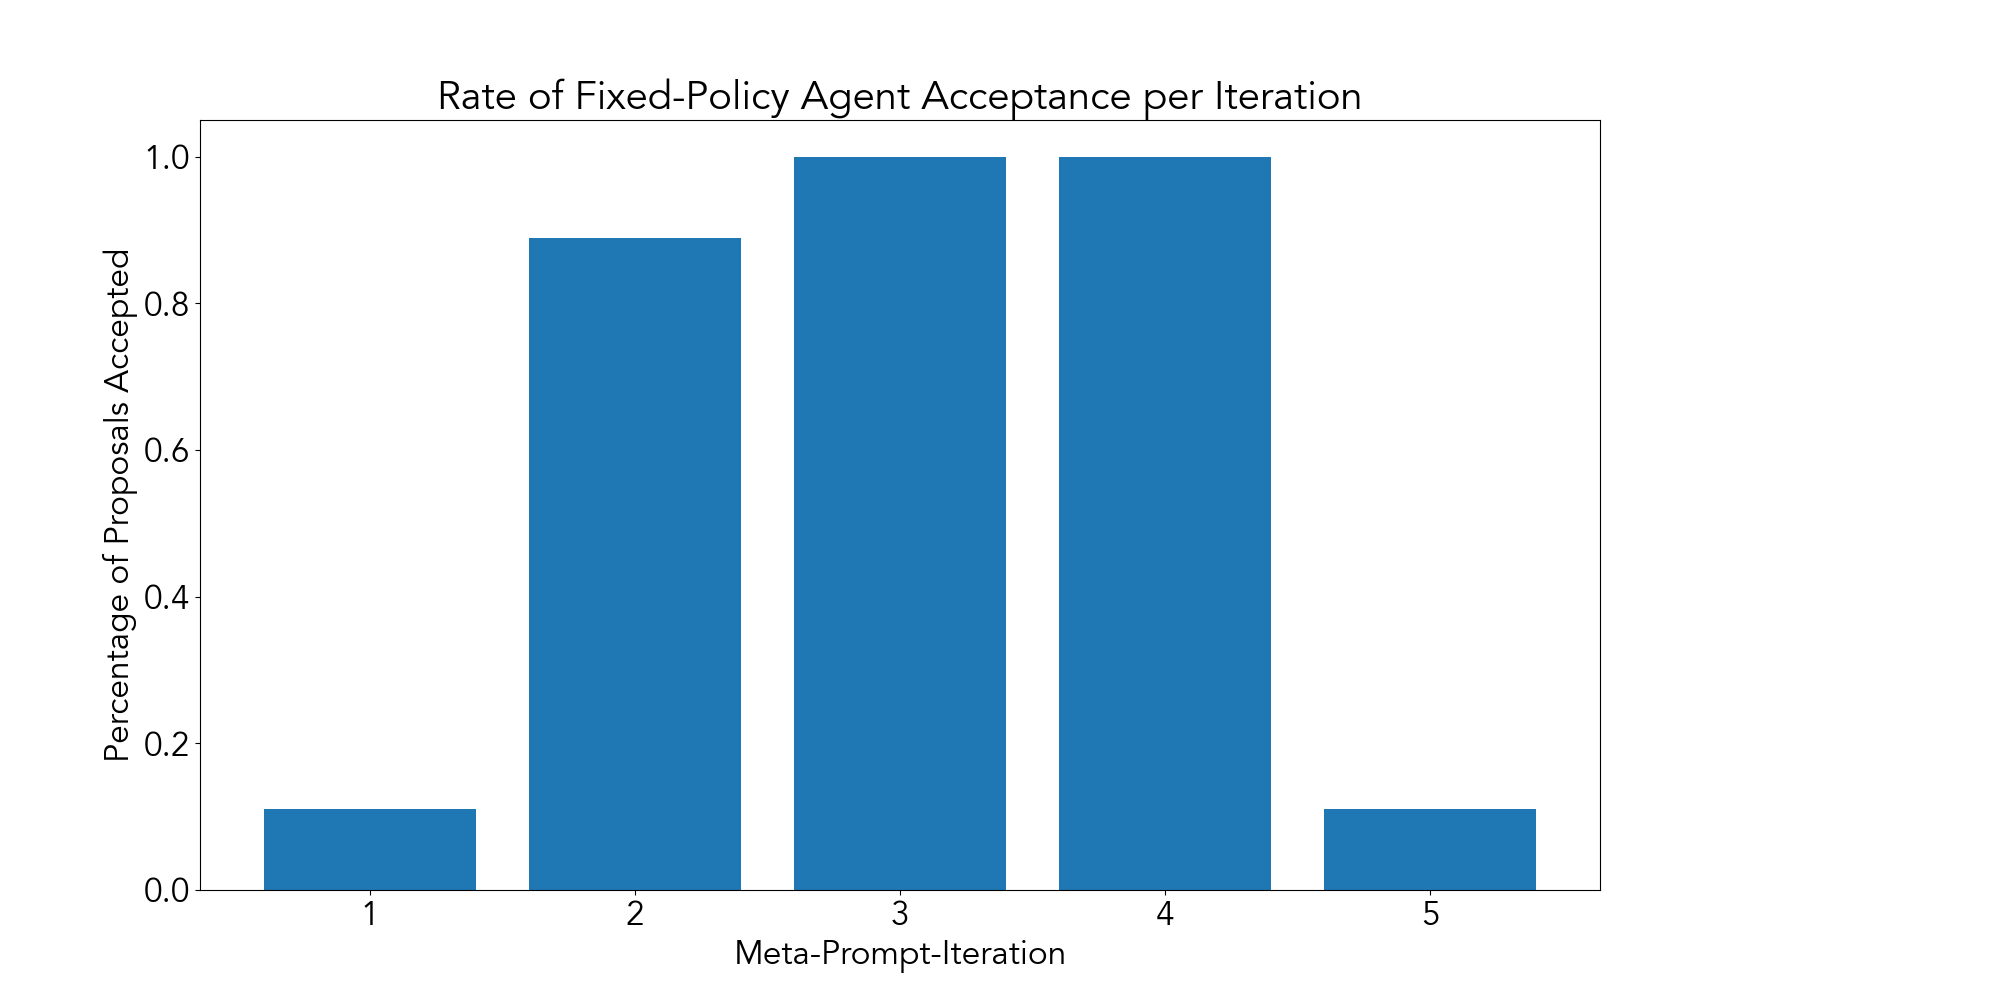 Rate of Fixed-Policy Agent Acceptance per Iteration
Percentage of Proposals Accepted
1.0
0.8
0.6
0.4
0.2
0.0
1 2 3 4 5
Meta-Prompt-Iteration